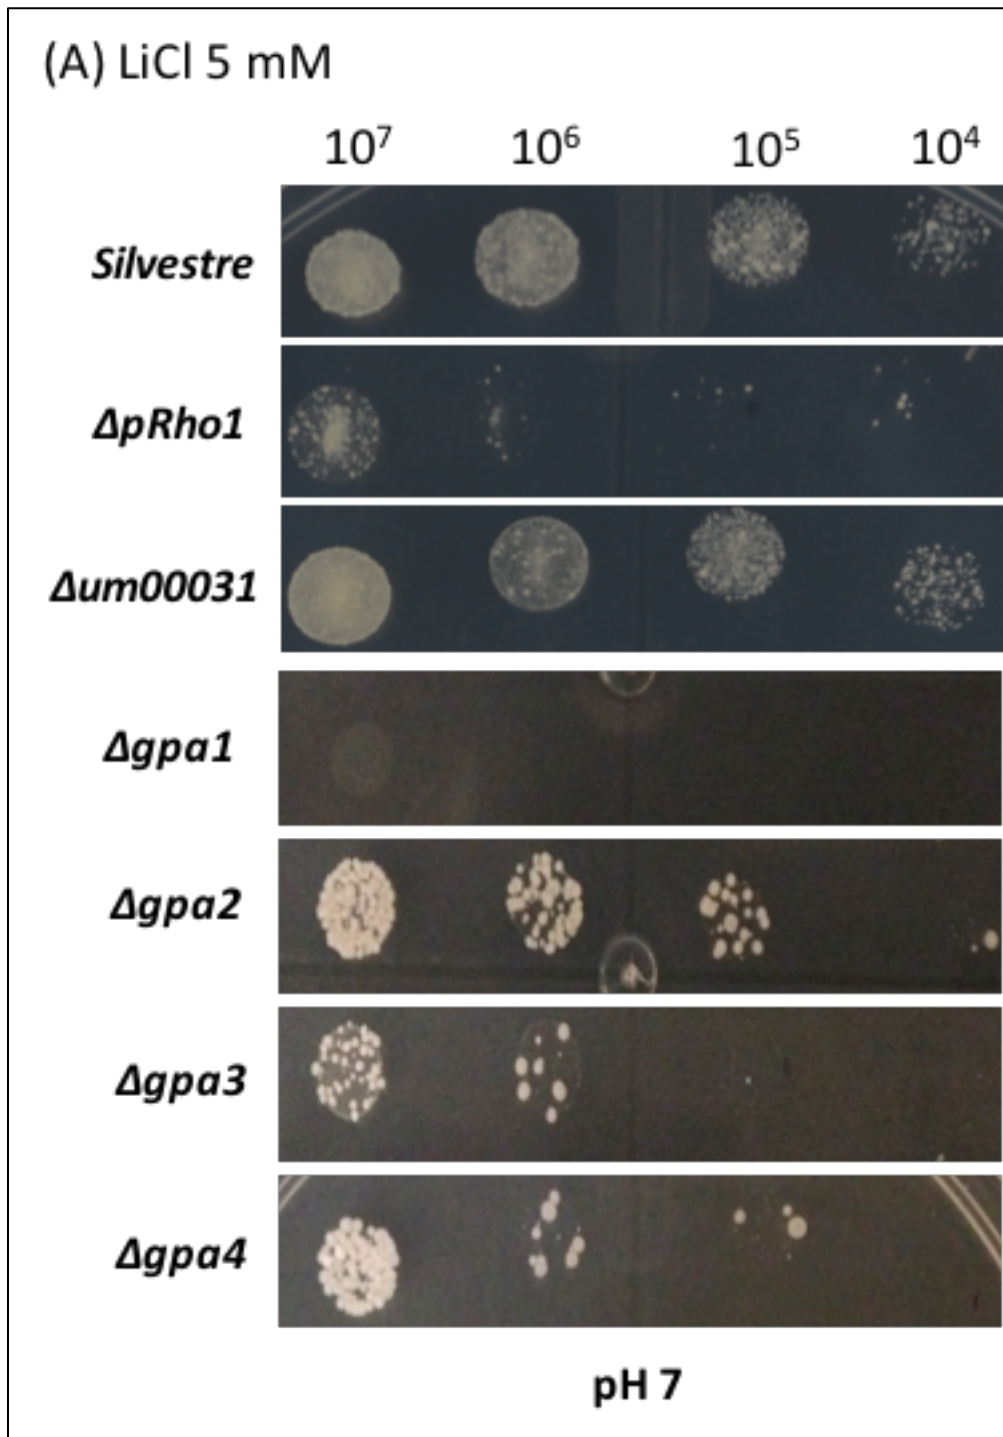 (A) LiCl 5 mM
10⁷ 10⁶ 10⁵ 10⁴
Silvestre
ΔpRho1
Δum00031
Δgpa1
Δgpa2
Δgpa3
Δgpa4
pH 7